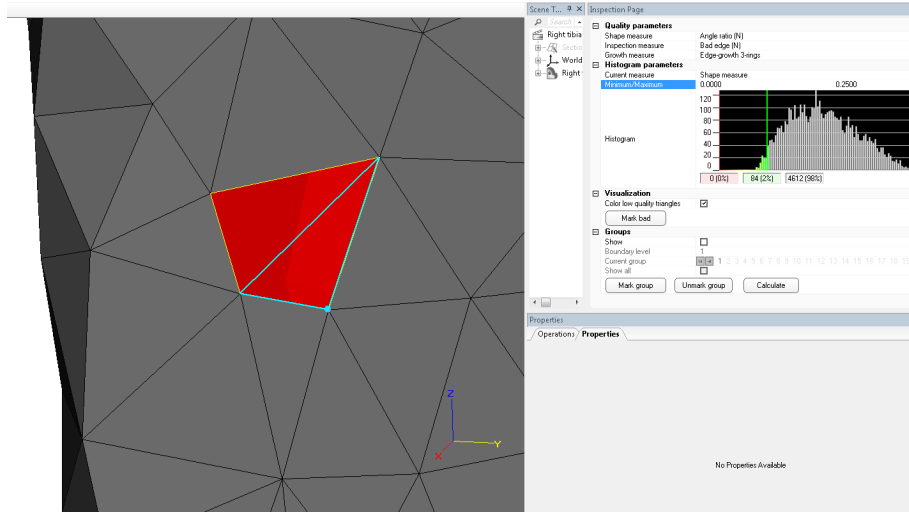 Scene T...
Inspection Page
Search
Right tibia
Sectio
World
Right
Quality parameters
Shape measure Angle ratio (N)
Inspection measure Bad edge (N)
Growth measure Edge-growth 3-rings
Histogram parameters
Current measure Shape measure
Minimum/Maximum 0.0000 0.2500
Histogram
120
100
80
60
40
20
0
0 (0%) 84 (2%) 4612 (98%)
Visualization
Color low quality triangles
Mark bad
Groups
Show
Boundary level 1
Current group 1 2 3 4 5 6 7 8 9 10 11 12 13 14 15 16 17 18 19
Show all
Mark group Unmark group Calculate
Properties
Operations Properties
No Properties Available
Z
Y
X